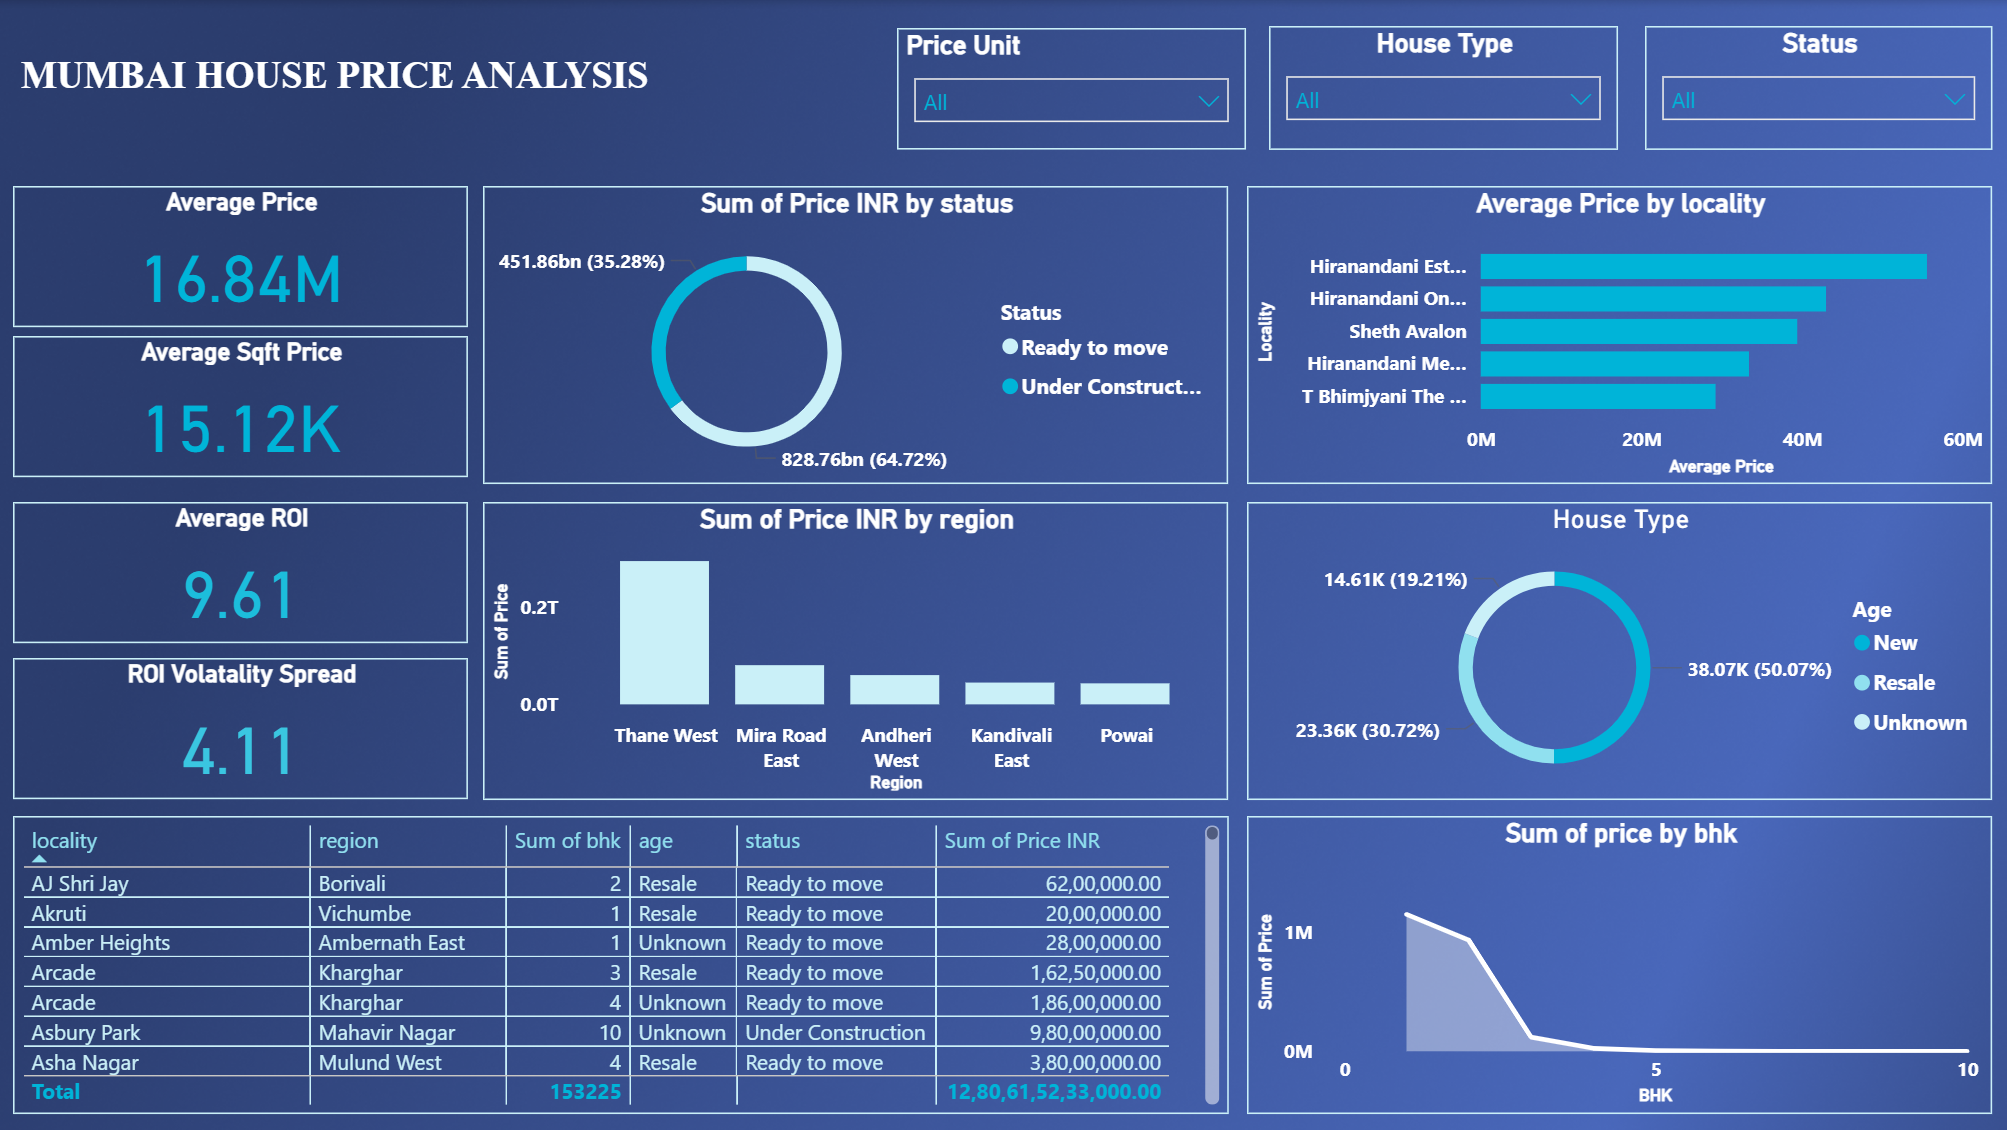 MUMBAI HOUSE PRICE ANALYSIS
Price Unit
All
House Type
All
Status
All
Average Price
16.84M
Average Sqft Price
15.12K
Average ROI
9.61
ROI Volatality Spread
4.11
Sum of Price INR by status
451.86bn (35.28%)
828.76bn (64.72%)
Status
Ready to move
Under Construct...
Average Price by locality
Locality
Hiranandani Est...
Hiranandani On...
Sheth Avalon
Hiranandani Me...
T Bhimjyani The ...
0M 20M 40M 60M
Average Price
Sum of Price INR by region
Sum of Price
0.2T
0.0T
Thane West
Mira Road East
Andheri West
Kandivali East
Powai
Region
House Type
14.61K (19.21%)
38.07K (50.07%)
23.36K (30.72%)
Age
New
Resale
Unknown
locality region Sum of bhk age status Sum of Price INR
AJ Shri Jay Borivali 2 Resale Ready to move 62,00,000.00
Akruti Vichumbe 1 Resale Ready to move 20,00,000.00
Amber Heights Ambernath East 1 Unknown Ready to move 28,00,000.00
Arcade Kharghar 3 Resale Ready to move 1,62,50,000.00
Arcade Kharghar 4 Unknown Ready to move 1,86,00,000.00
Asbury Park Mahavir Nagar 10 Unknown Under Construction 9,80,00,000.00
Asha Nagar Mulund West 4 Resale Ready to move 3,80,00,000.00
Total 153225 12,80,61,52,33,000.00
Sum of price by bhk
Sum of Price
1M
0M
0 5 10
BHK